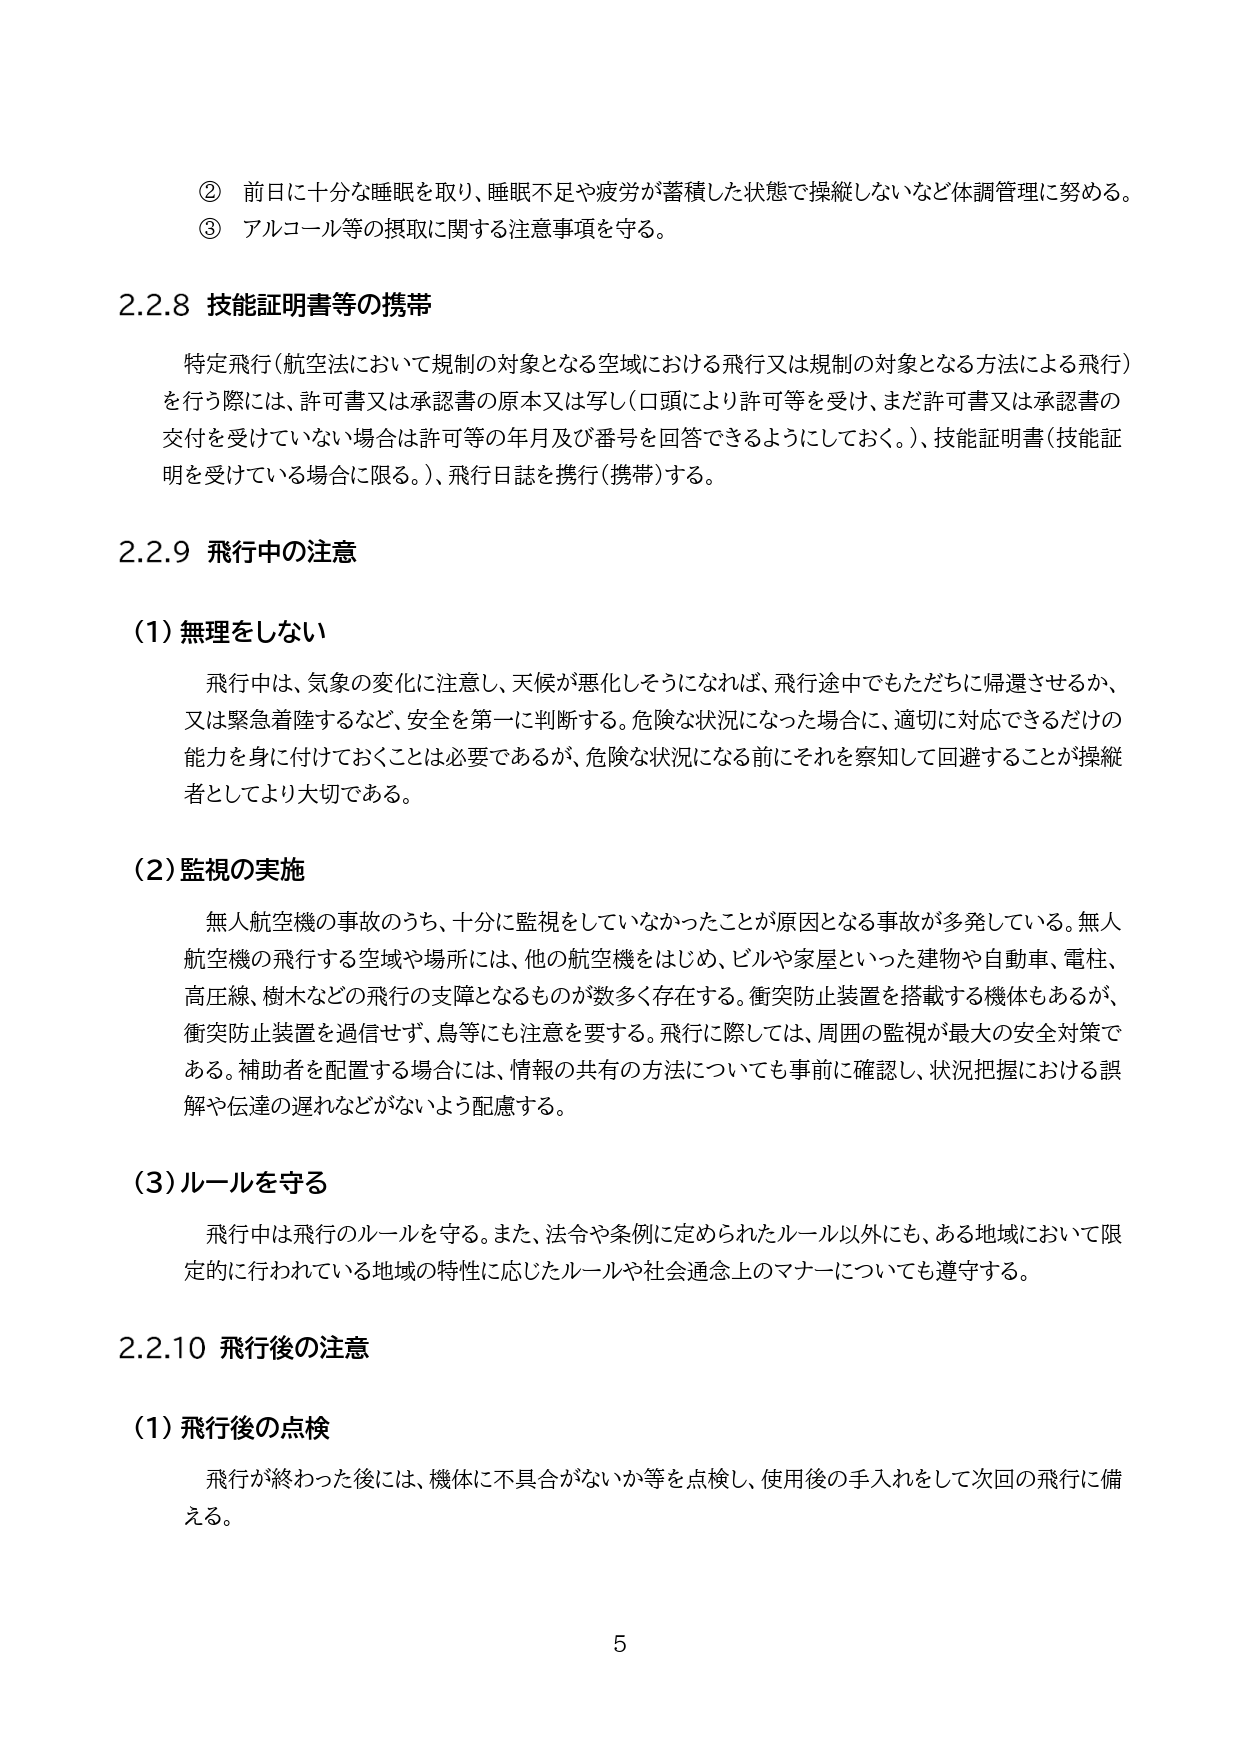 ② 前日に十分な睡眠を取り、睡眠不足や疲労が蓄積した状態で操縦しないなど体調管理に努める。
③ アルコール等の摂取に関する注意事項を守る。
2.2.8 技能証明書等の携帯
特定飛行（航空法において規制の対象となる空域における飛行又は規制の対象となる方法による飛行）
を行う際には、許可書又は承認書の原本又は写し（口頭により許可等を受け、まだ許可書又は承認書の
交付を受けていない場合は許可等の年月及び番号を回答できるようにしておく。）、技能証明書（技能証
明を受けている場合に限る。）、飛行日誌を携行（携帯）する。
2.2.9 飛行中の注意
（1） 無理をしない
飛行中は、気象の変化に注意し、天候が悪化しそうになれば、飛行途中でもただちに帰還させるか、
又は緊急着陸するなど、安全を第一に判断する。危険な状況になった場合に、適切に対応できるだけの
能力を身に付けておくことは必要であるが、危険な状況になる前にそれを察知して回避することが操縦
者としてより大切である。
（2）監視の実施
無人航空機の事故のうち、十分に監視をしていなかったことが原因となる事故が多発している。無人
航空機の飛行する空域や場所には、他の航空機をはじめ、ビルや家屋といった建物や自動車、電柱、
高圧線、樹木などの飛行の支障となるものが数多く存在する。衝突防止装置を搭載する機体もあるが、
衝突防止装置を過信せず、鳥等にも注意を要する。飛行に際しては、周囲の監視が最大の安全対策で
ある。補助者を配置する場合には、情報の共有の方法についても事前に確認し、状況把握における誤
解や伝達の遅れなどがないよう配慮する。
（3）ルールを守る
飛行中は飛行のルールを守る。また、法令や条例に定められたルール以外にも、ある地域において限
定的に行われている地域の特性に応じたルールや社会通念上のマナーについても遵守する。
2.2.10 飛行後の注意
（1） 飛行後の点検
飛行が終わった後には、機体に不具合がないか等を点検し、使用後の手入れをして次回の飛行に備
える。
5